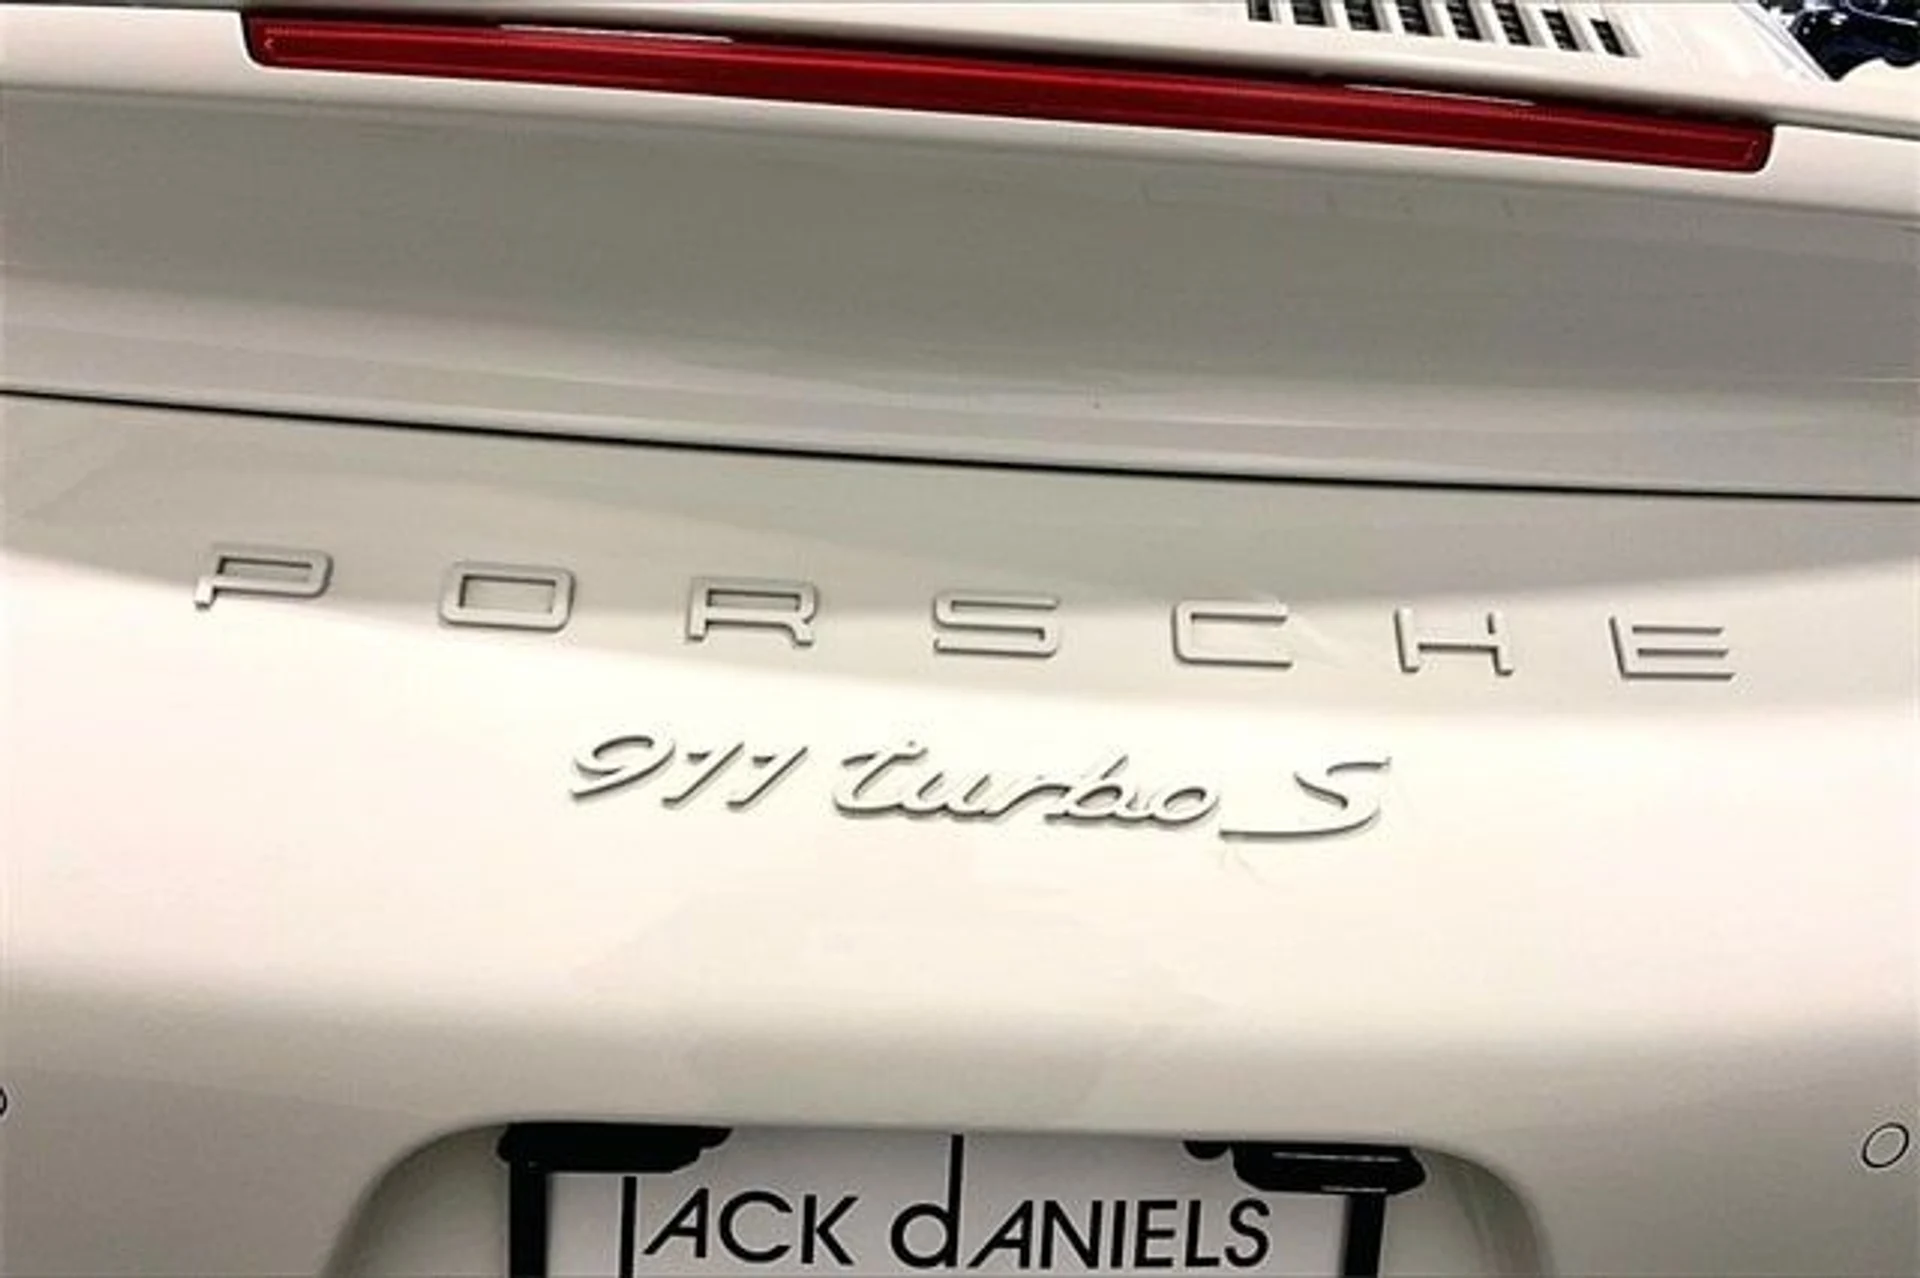 PORSCHE
911 turbo S
JACK dANIELS